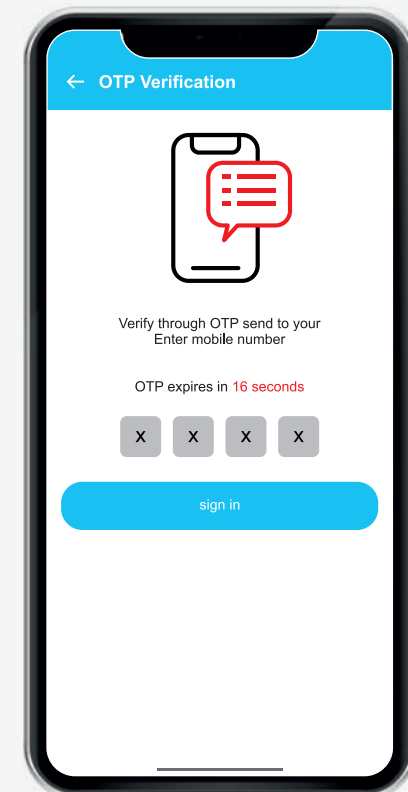 OTP Verification
Verify through OTP send to your
Enter mobile number
OTP expires in 16 seconds
X X X X
sign in